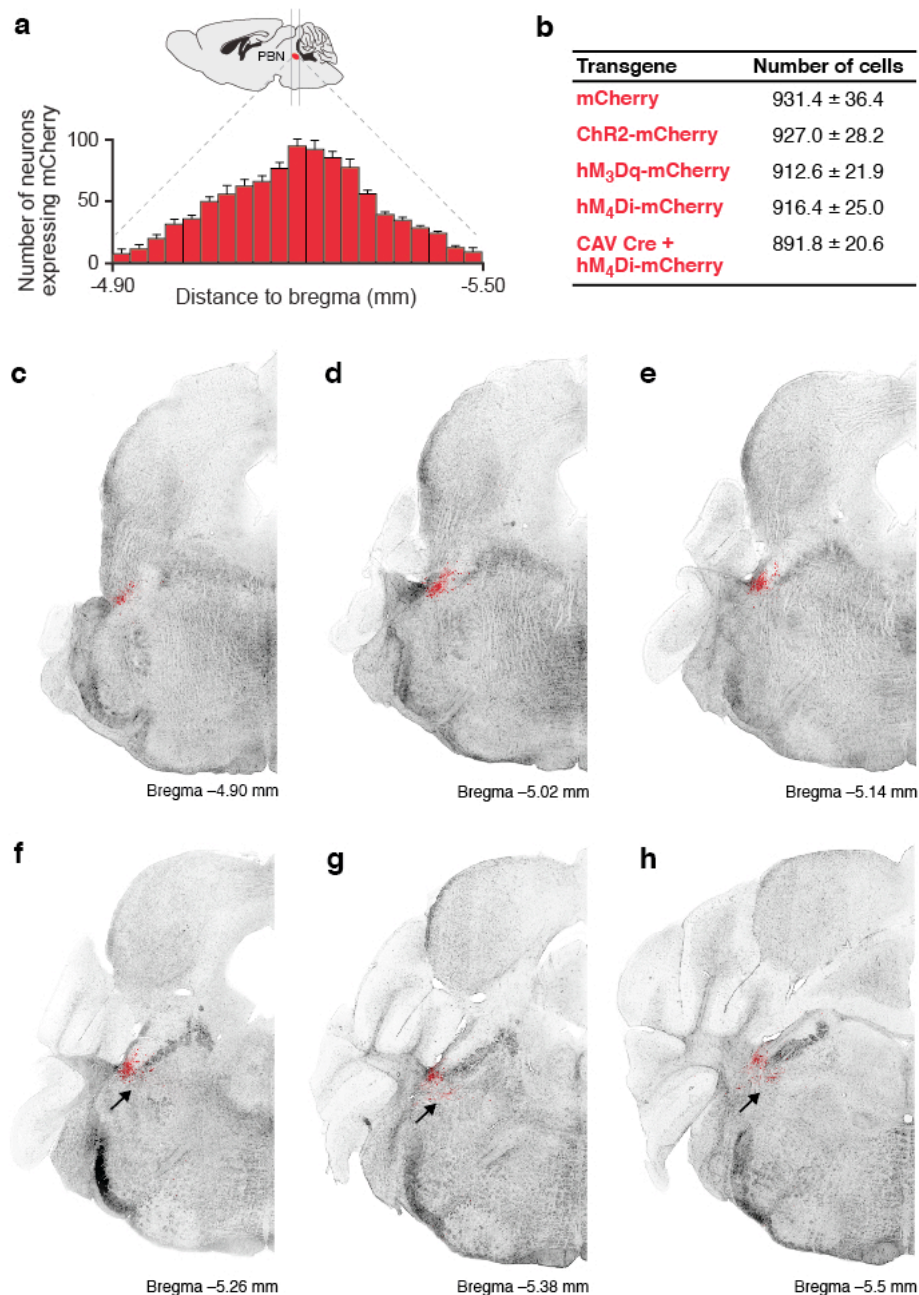 a
PBN
Number of neurons
expressing mCherry
100
50
0
-4.90
-5.50
Distance to bregma (mm)
b
Transgene Number of cells
mCherry 931.4 ± 36.4
ChR2-mCherry 927.0 ± 28.2
hM₃Dq-mCherry 912.6 ± 21.9
hM₄Di-mCherry 916.4 ± 25.0
CAV Cre + 891.8 ± 20.6
hM₄Di-mCherry
c
d
e
Bregma –4.90 mm
Bregma –5.02 mm
Bregma –5.14 mm
f
g
h
Bregma –5.26 mm
Bregma –5.38 mm
Bregma –5.5 mm